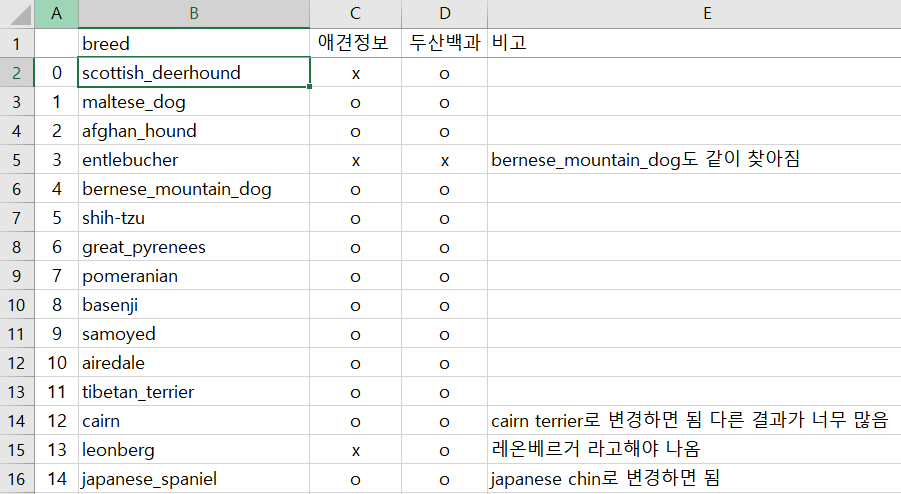 A B C D E
1 breed 애견정보 두산백과 비고
2 0 scottish_deerhound x o
3 1 maltese_dog o o
4 2 afghan_hound o o
5 3 entlebucher x x bernese_mountain_dog도 같이 찾아짐
6 4 bernese_mountain_dog o o
7 5 shih-tzu o o
8 6 great_pyrenees o o
9 7 pomeranian o o
10 8 basenji o o
11 9 samoyed o o
12 10 airedale o o
13 11 tibetan_terrier o o
14 12 cairn o o cairn terrier로 변경하면 됨 다른 결과가 너무 많음
15 13 leonberg x o 레온베르거 라고해야 나옴
16 14 japanese_spaniel o o japanese chin로 변경하면 됨